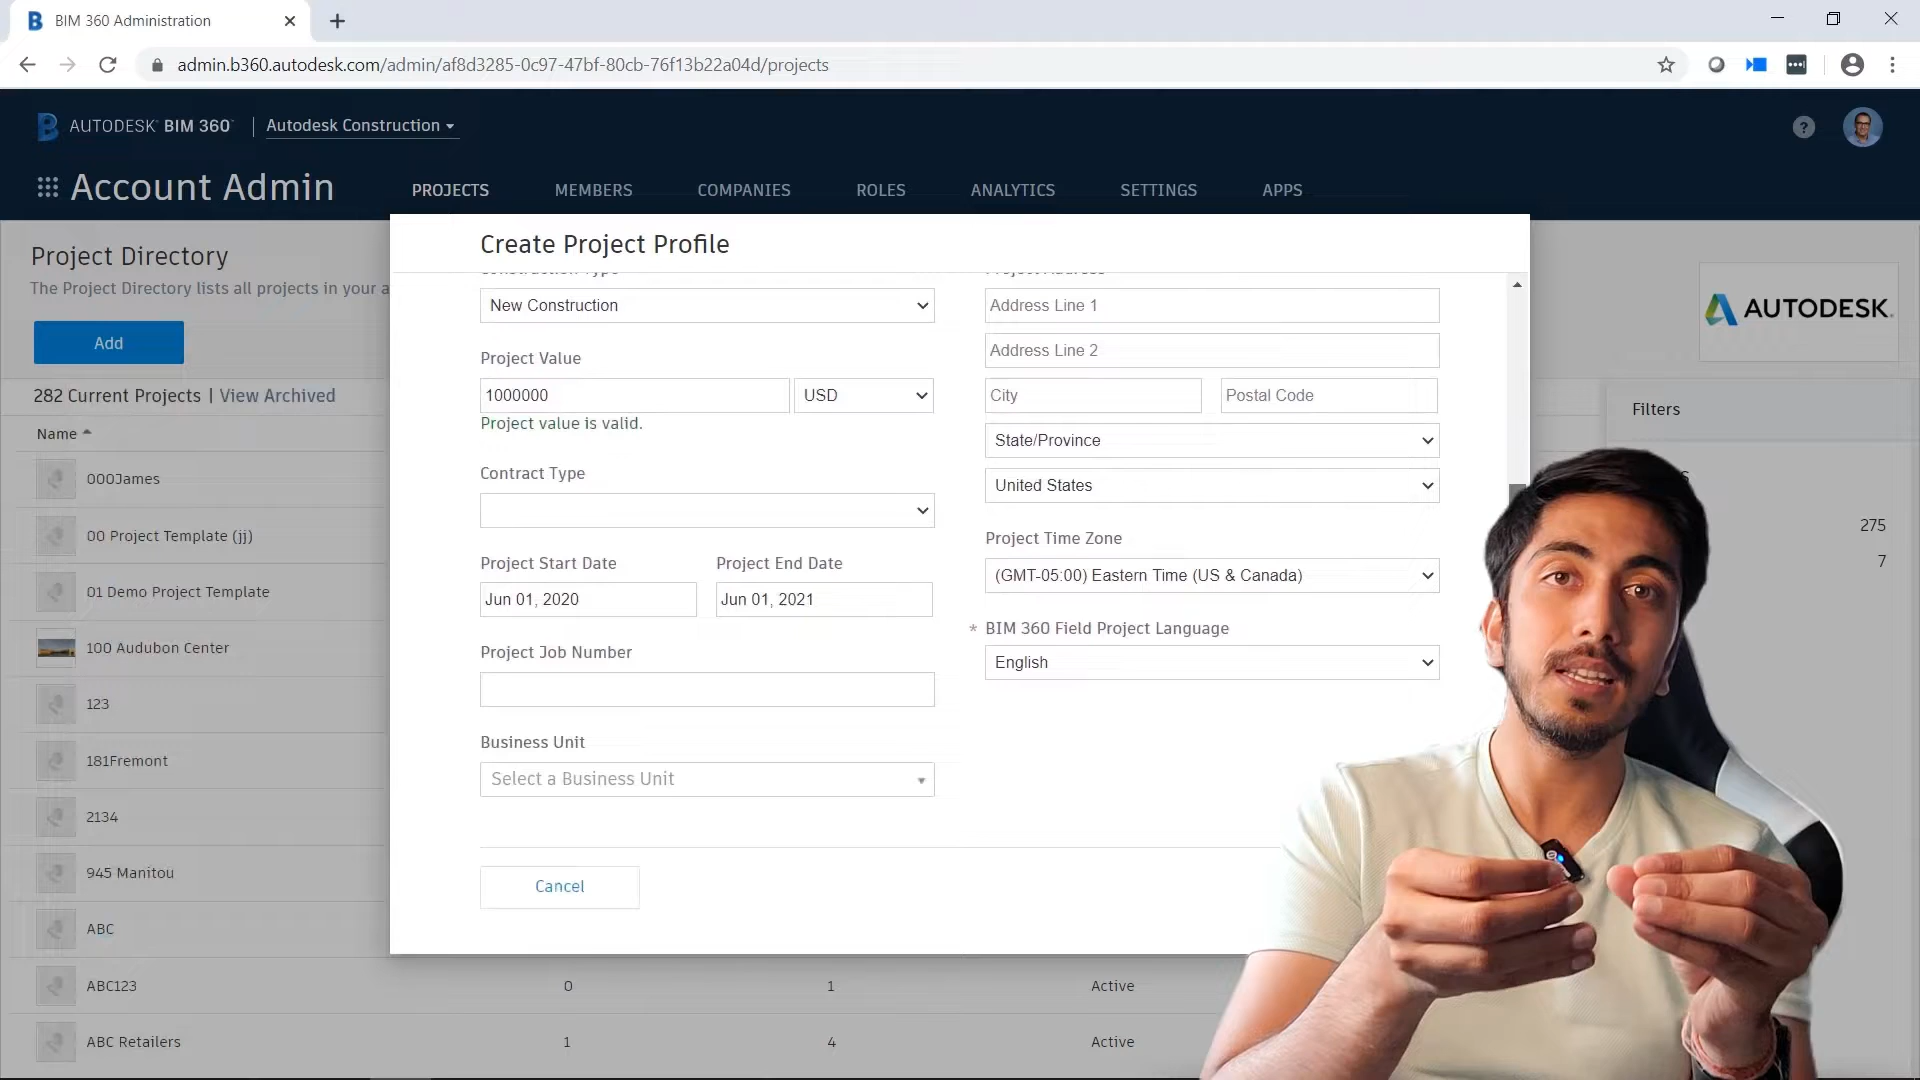 BIM 360 Administration
admin.b360.autodesk.com/admin/af8d3285-0c97-47bf-80cb-76f13b22a04d/projects
AUTODESK® BIM 360™ | Autodesk Construction
Account Admin
PROJECTS MEMBERS COMPANIES ROLES ANALYTICS SETTINGS APPS
Project Directory
The Project Directory lists all projects in your a
Add
282 Current Projects | View Archived
Name
000James
00 Project Template (jj)
01 Demo Project Template
100 Audubon Center
123
181Fremont
2134
945 Manitou
ABC
ABC123 0 1 Active
ABC Retailers 1 4 Active
Create Project Profile
Construction Type
New Construction
Project Value
1000000 USD
Project value is valid.
Contract Type
Project Start Date Project End Date
Jun 01, 2020 Jun 01, 2021
Project Job Number
Business Unit
Select a Business Unit
Cancel
Project Address
Address Line 1
Address Line 2
City Postal Code
State/Province
United States
Project Time Zone
(GMT-05:00) Eastern Time (US & Canada)
* BIM 360 Field Project Language
English
AUTODESK.
Filters
275
7